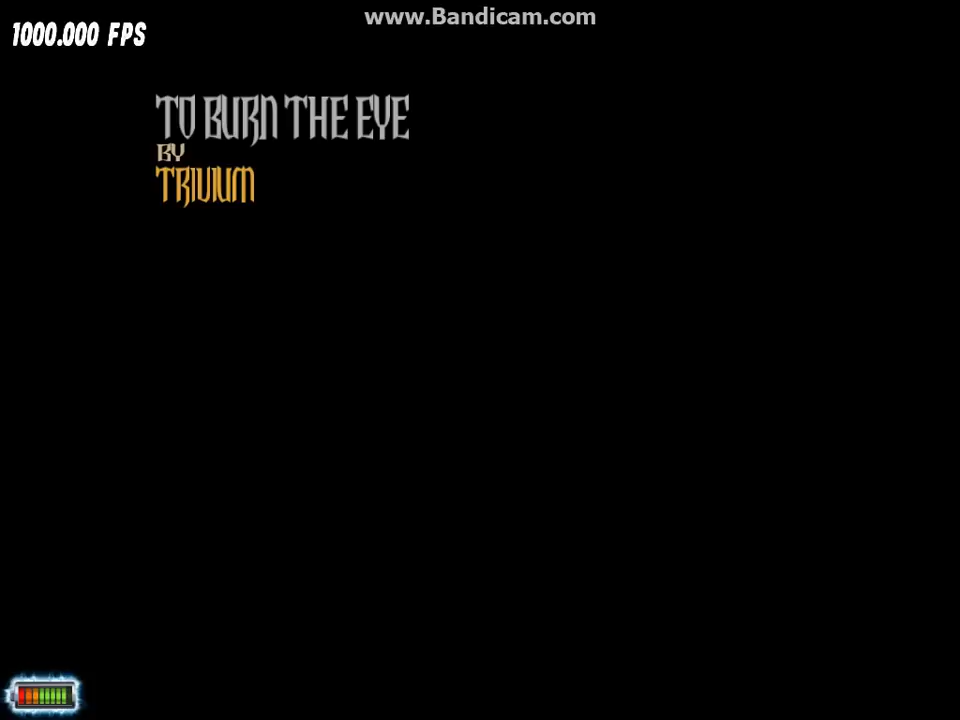 www.Bandicam.com
1000.000 FPS
TO BURN THE EYE
BY
TRIVIUM